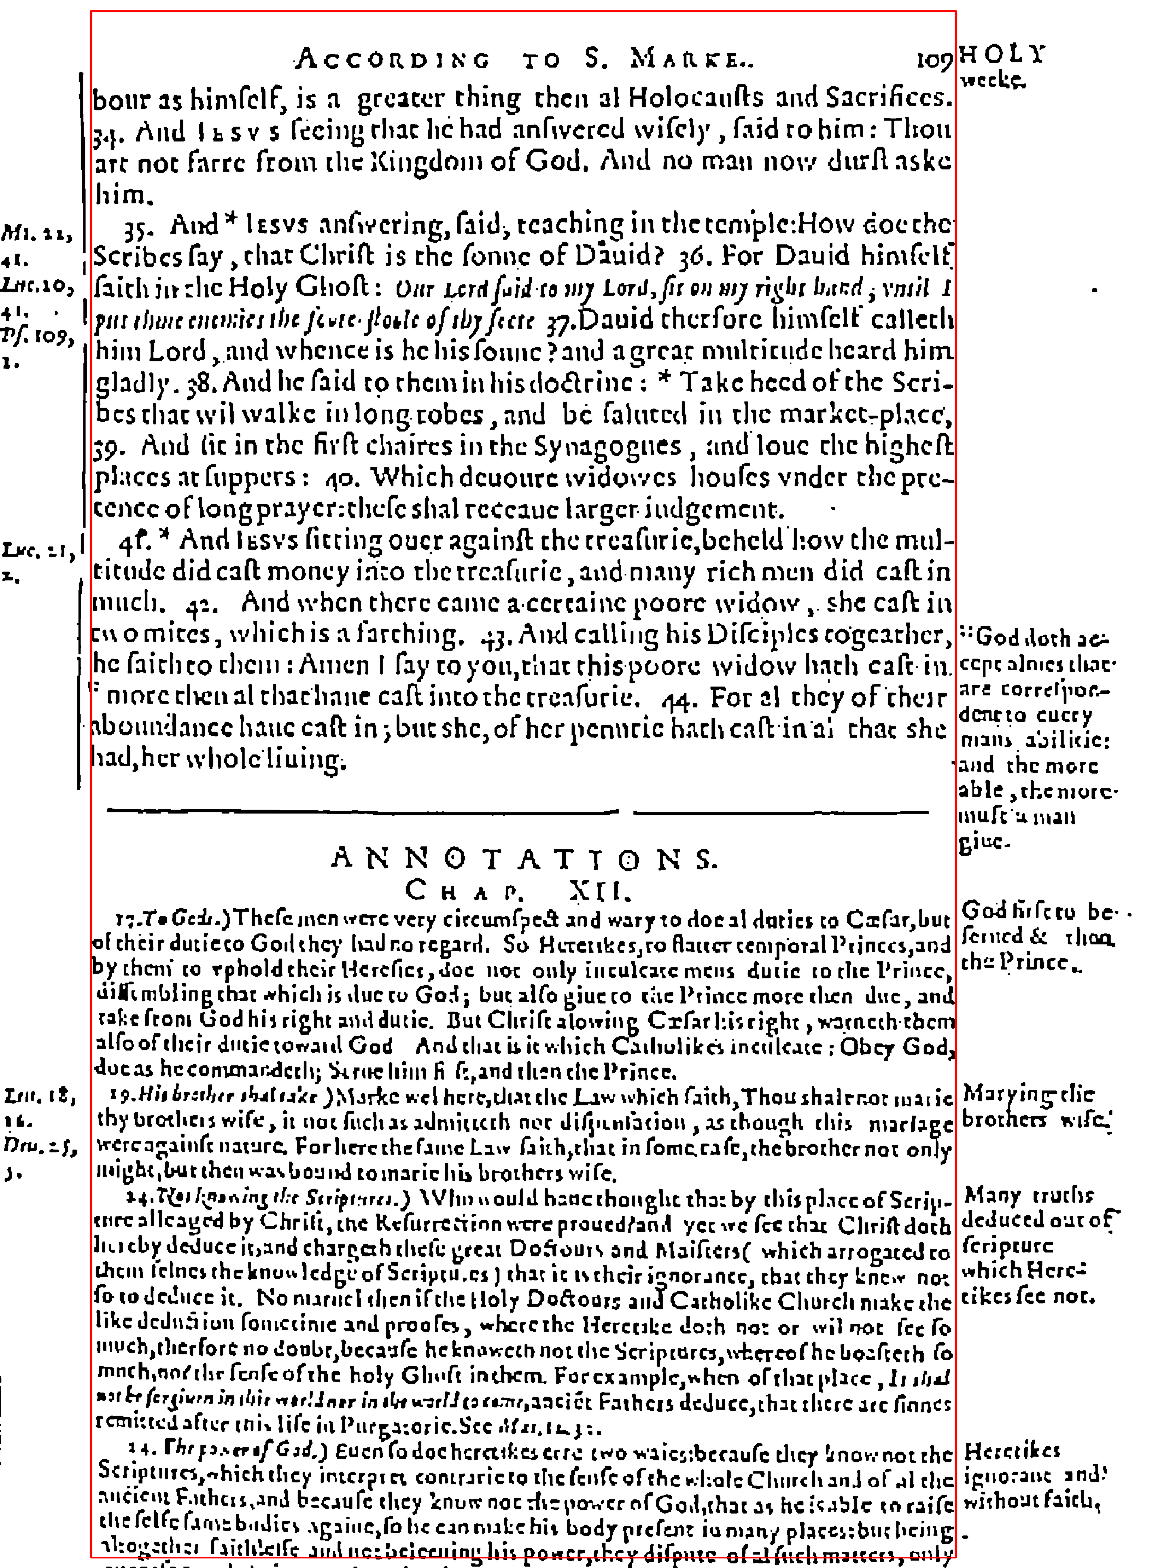 ACCORDING TO S. MARKE. 109
HOLY
weeke.
bour as himſelf, is a greater thing then al Holocauſts and Sacrifices.
34. And IESVS ſeeing that he had anſwered wiſely, ſaid to him: Thou
art not farre from the Kingdom of God. And no man now durſt aske
him.
35. And * IESVS anſwering, ſaid, teaching in the temple: How doe the
Scribes ſay, that Chriſt is the ſonne of Dauid? 36. For Dauid himſelf
ſaith in the Holy Ghoſt: Our Lord ſaid to my Lord, ſit on my right hand, vntil I
put thine enemies the foote-ſtoole of thy feete 37. Dauid therfore himſelf calleth
him Lord, and whence is he his ſonne? and a great multitude heard him
gladly. 38. And he ſaid to them in his doctrine: * Take heed of the Scri-
bes that wil walke in long robes, and be ſaluted in the market-place,
39. And ſit in the firſt chaires in the Synagogues, and loue the higheſt
places at ſuppers: 40. Which deuoure widowes houſes vnder the pre-
tence of long prayer: theſe shal receaue larger iudgement.
41. * And IESVS ſitting ouer againſt the treaſurie, beheld how the mul-
titude did caſt money into the treaſurie, and many rich men did caſt in
much. 42. And when there came a certaine poore widow, she caſt in
two mites, which is a farthing. 43. And calling his Diſciples togeather,
he ſaith to them: Amen I ſay to you, that this poore widow hath caſt in
:: more then al that haue caſt into the treaſurie. 44. For al they of their
aboundance haue caſt in; but she, of her penurie hath caſt in al that she
had, her whole liuing.
Mt. 22,
41.
Luc. 20,
41.
Pſ. 109,
1.
Luc. 21,
2.
:: God doth ac-
cept almes that
are correſpon-
dent to euery
mans abilitie:
and the more
able, the more
muſt a man
giue.
ANNOTATIONS.
CHAP. XII.
17. To God.) Theſe men were very circumſpect and wary to doe al duties to Cæſar, but
of their dutie to God they had no regard. So Heretikes, to flatter temporal Princes, and
by them to vphold their Hereſies, doe not only inculcate mens dutie to the Prince,
diſſembling that which is due to God; but alſo giue to the Prince more then due, and
take from God his right and dutie. But Chriſt alowing Cæſar his right, warneth them
alſo of their dutie toward God And that is it which Catholikes inculcate: Obey God,
doe as he commandeth; Serue him firſt, and then the Prince.
God firſt to be
ſerued & then
the Prince.
19. His brother shal take) Marke wel here, that the Law which ſaith, Thou shalt not marie
thy brothers wife, it not ſuch as admitteth not diſpenſation, as though this mariage
were againſt nature. For here the ſame Law ſaith, that in ſome caſe, the brother not only
might, but then was bound to marie his brothers wife.
Leu. 18,
16.
Deu. 25,
5.
Marying the
brothers wife.
24. Not knowing the Scriptures.) Who would haue thought that by this place of Scrip-
ture alleaged by Chriſt, the Reſurrection were proued? and yet we ſee that Chriſt doth
hereby deduce it, and chargeth theſe great Doctours and Maiſters (which arrogated to
them ſelues the knowledge of Scriptures) that it is their ignorance, that they knew not
ſo to deduce it. No maruel then if the Holy Doctours and Catholike Church make the
like deduction ſometime and proofes, where the Heretike doth not or wil not ſee ſo
much, therfore no doubt, becauſe he knoweth not the Scriptures, whereof he boaſteth ſo
much, nor the ſenſe of the holy Ghoſt in them. For example, when of that place, It shal
not be forgiuen in this world nor in the world to come, anciēt Fathers deduce, that there are ſinnes
remitted after this life in Purgatorie. See Mat. 12, 32.
Many truths
deduced out of
ſcripture
which Here-
tikes ſee not.
24. The power of God.) Euen ſo doe heretikes erre two waies: becauſe they know not the
Scriptures, which they interpret contrarie to the ſenſe of the whole Church and of al the
ancient Fathers, and becauſe they know not the power of God, that as he is able to raiſe
the ſelfe ſame bodies againe, ſo he can make his body preſent in many places: but being
altogether faithleſſe and not beleeuing his power, they diſpute of al ſuch matters, only
Heretikes
ignorant and
without faith.